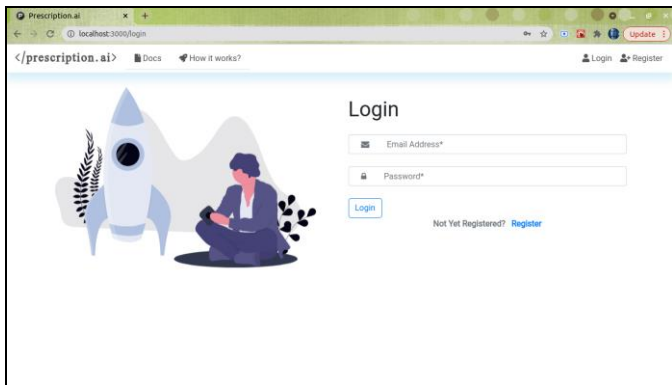 Prescription.ai
localhost:3000/login
Update
</prescription.ai>
Docs
How it works?
Login
Register
Login
Email Address*
Password*
Login
Not Yet Registered? Register